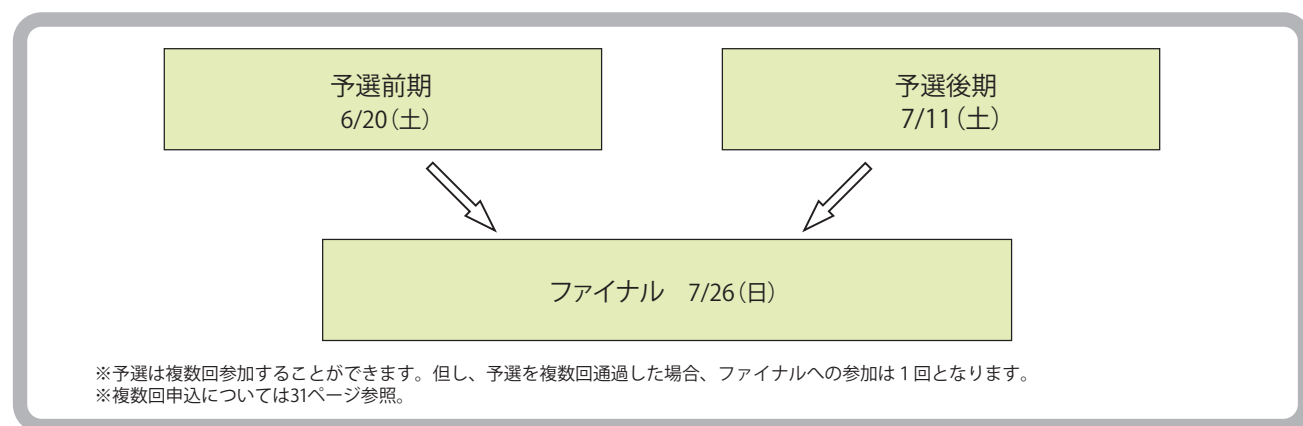 予選前期
6/20(土)
予選後期
7/11(土)
ファイナル　7/26(日)
※予選は複数回参加することができます。但し、予選を複数回通過した場合、ファイナルへの参加は１回となります。
※複数回申込については31ページ参照。